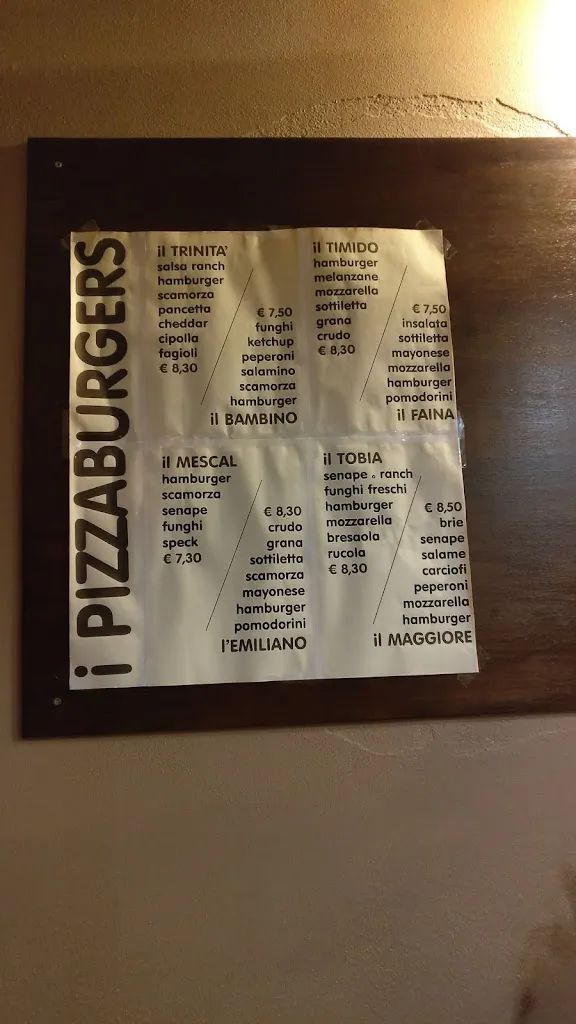 i PIZZABURGERS
il TRINITA'
salsa ranch
hamburger
scamorza
pancetta
cheddar
cipolla
fagioli
€ 8,30
€ 7,50
funghi
ketchup
peperoni
salamino
scamorza
hamburger
il BAMBINO
il TIMIDO
hamburger
melanzane
mozzarella
sottiletta
grana
crudo
€ 8,30
€ 7,50
insalata
sottiletta
mayonese
mozzarella
hamburger
pomodorini
il FAINA
il MESCAL
hamburger
scamorza
senape
funghi
speck
€ 7,30
€ 8,30
crudo
grana
sottiletta
scamorza
mayonese
hamburger
pomodorini
l'EMILIANO
il TOBIA
senape o ranch
funghi freschi
hamburger
mozzarella
bresaola
rucola
€ 8,30
€ 8,50
brie
senape
salame
carciofi
peperoni
mozzarella
hamburger
il MAGGIORE